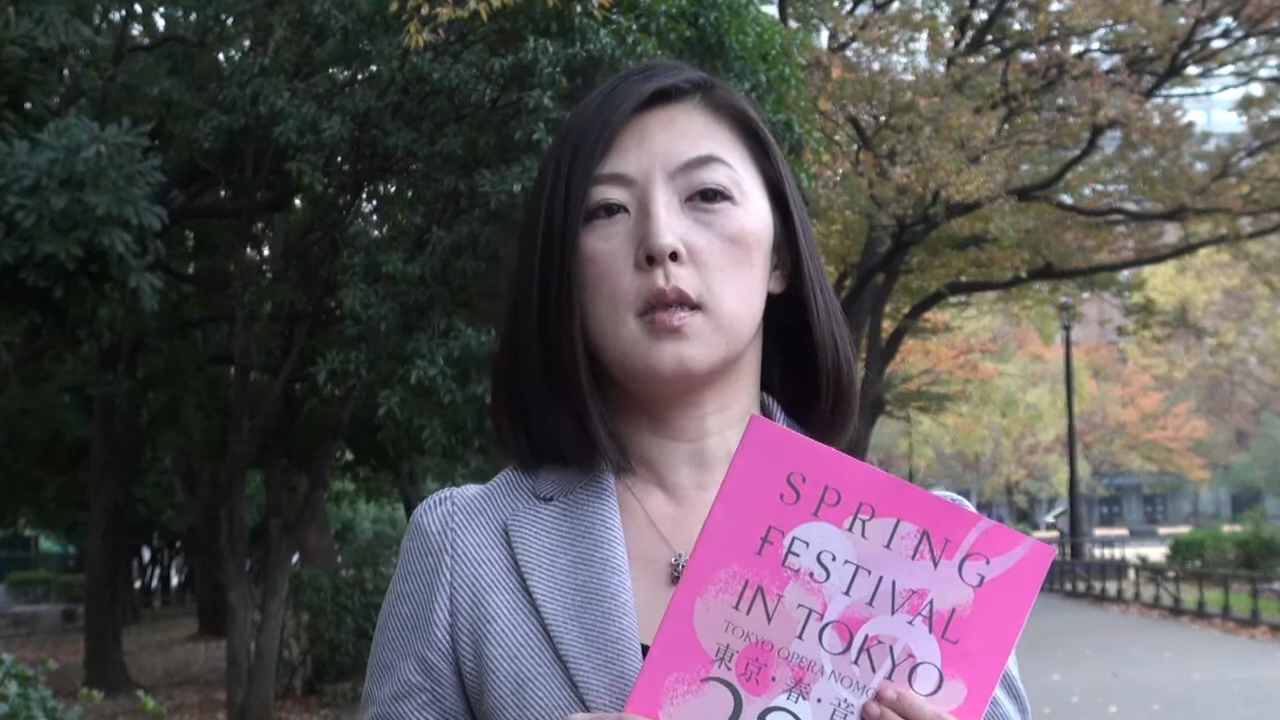 SPRING
FESTIVAL
IN TOKYO
TOKYO OPERA NOMO
東京・春・音